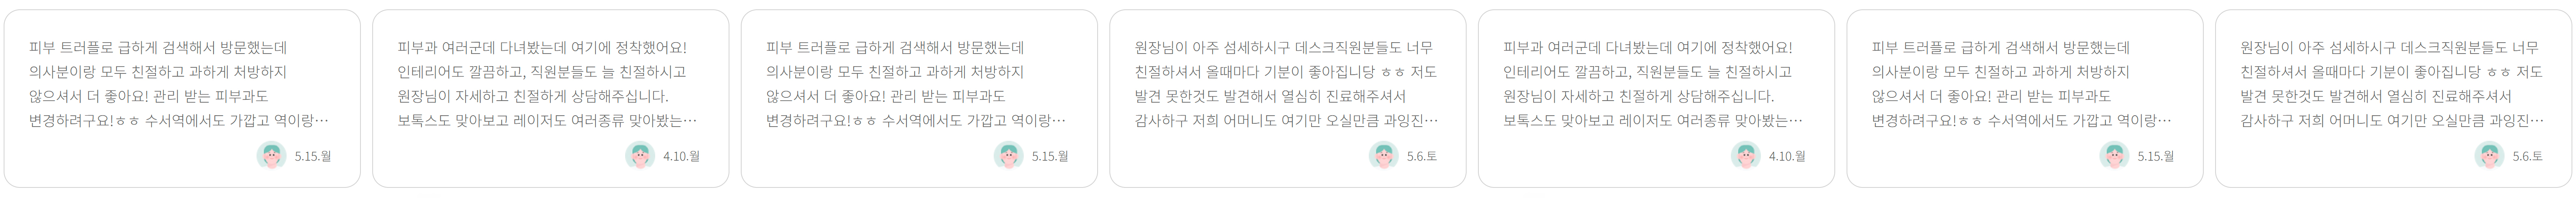 피부 트러플로 급하게 검색해서 방문했는데
의사분이랑 모두 친절하고 과하게 처방하지
않으셔서 더 좋아요! 관리 받는 피부과도
변경하려구요!ㅎㅎ 수서역에서도 가깝고 역이랑…
5.15.월
피부과 여러군데 다녀봤는데 여기에 정착했어요!
인테리어도 깔끔하고, 직원분들도 늘 친절하시고
원장님이 자세하고 친절하게 상담해주십니다.
보톡스도 맞아보고 레이저도 여러종류 맞아봤는…
4.10.월
피부 트러플로 급하게 검색해서 방문했는데
의사분이랑 모두 친절하고 과하게 처방하지
않으셔서 더 좋아요! 관리 받는 피부과도
변경하려구요!ㅎㅎ 수서역에서도 가깝고 역이랑…
5.15.월
원장님이 아주 섬세하시구 데스크직원분들도 너무
친절하셔서 올때마다 기분이 좋아집니당 ㅎㅎ 저도
발견 못한것도 발견해서 열심히 진료해주셔서
감사하구 저희 어머니도 여기만 오실만큼 과잉진…
5.6.토
피부과 여러군데 다녀봤는데 여기에 정착했어요!
인테리어도 깔끔하고, 직원분들도 늘 친절하시고
원장님이 자세하고 친절하게 상담해주십니다.
보톡스도 맞아보고 레이저도 여러종류 맞아봤는…
4.10.월
피부 트러플로 급하게 검색해서 방문했는데
의사분이랑 모두 친절하고 과하게 처방하지
않으셔서 더 좋아요! 관리 받는 피부과도
변경하려구요!ㅎㅎ 수서역에서도 가깝고 역이랑…
5.15.월
원장님이 아주 섬세하시구 데스크직원분들도 너무
친절하셔서 올때마다 기분이 좋아집니당 ㅎㅎ 저도
발견 못한것도 발견해서 열심히 진료해주셔서
감사하구 저희 어머니도 여기만 오실만큼 과잉진…
5.6.토